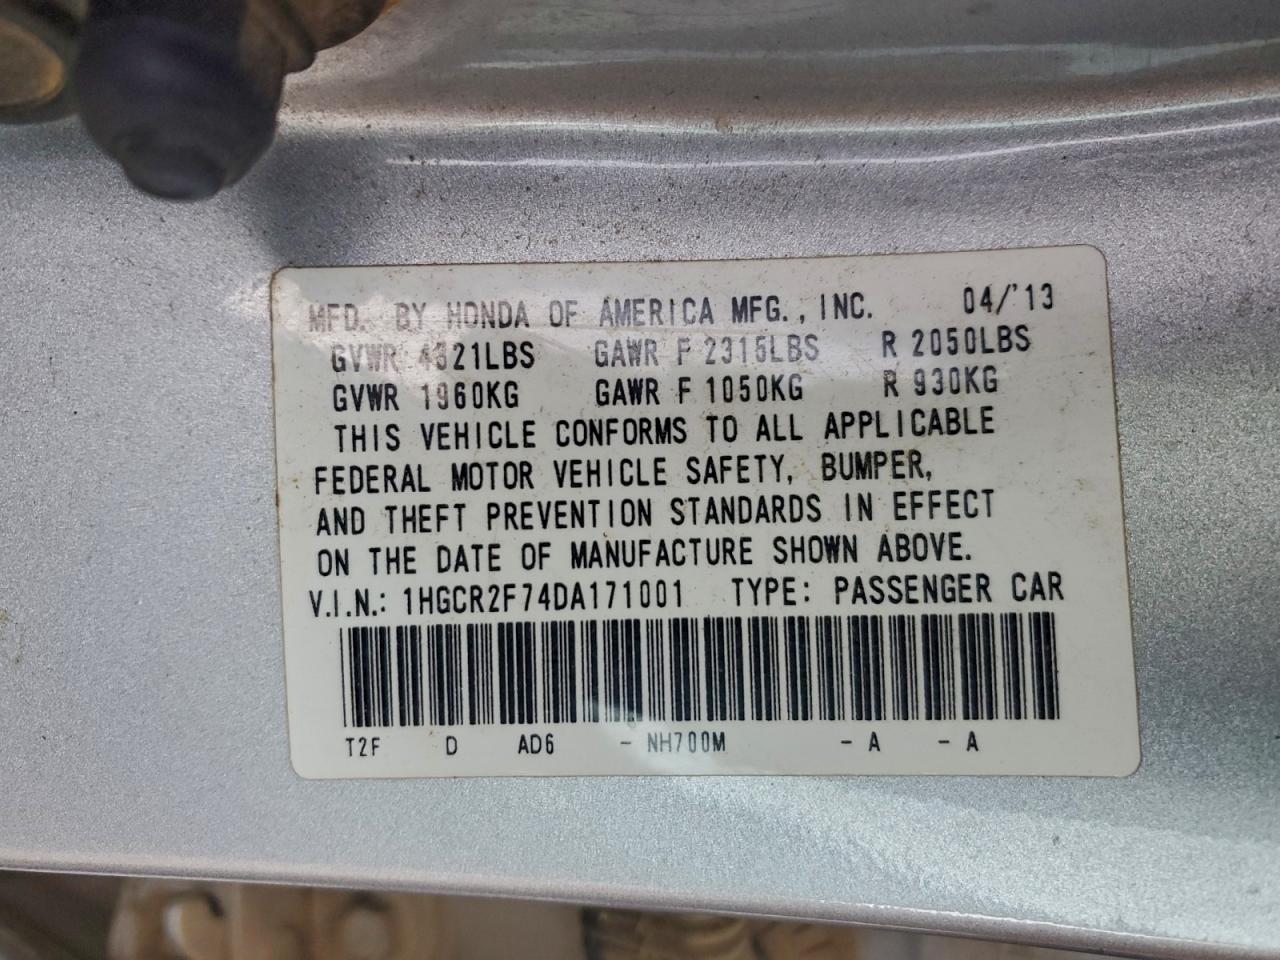 MFD. BY HONDA OF AMERICA MFG., INC. 04/'13
GVWR 4321LBS GAWR F 2315LBS R 2050LBS
GVWR 1960KG GAWR F 1050KG R 930KG
THIS VEHICLE CONFORMS TO ALL APPLICABLE
FEDERAL MOTOR VEHICLE SAFETY, BUMPER,
AND THEFT PREVENTION STANDARDS IN EFFECT
ON THE DATE OF MANUFACTURE SHOWN ABOVE.
V.I.N.: 1HGCR2F74DA171001 TYPE: PASSENGER CAR
T2F D AD6 - NH700M - A - A